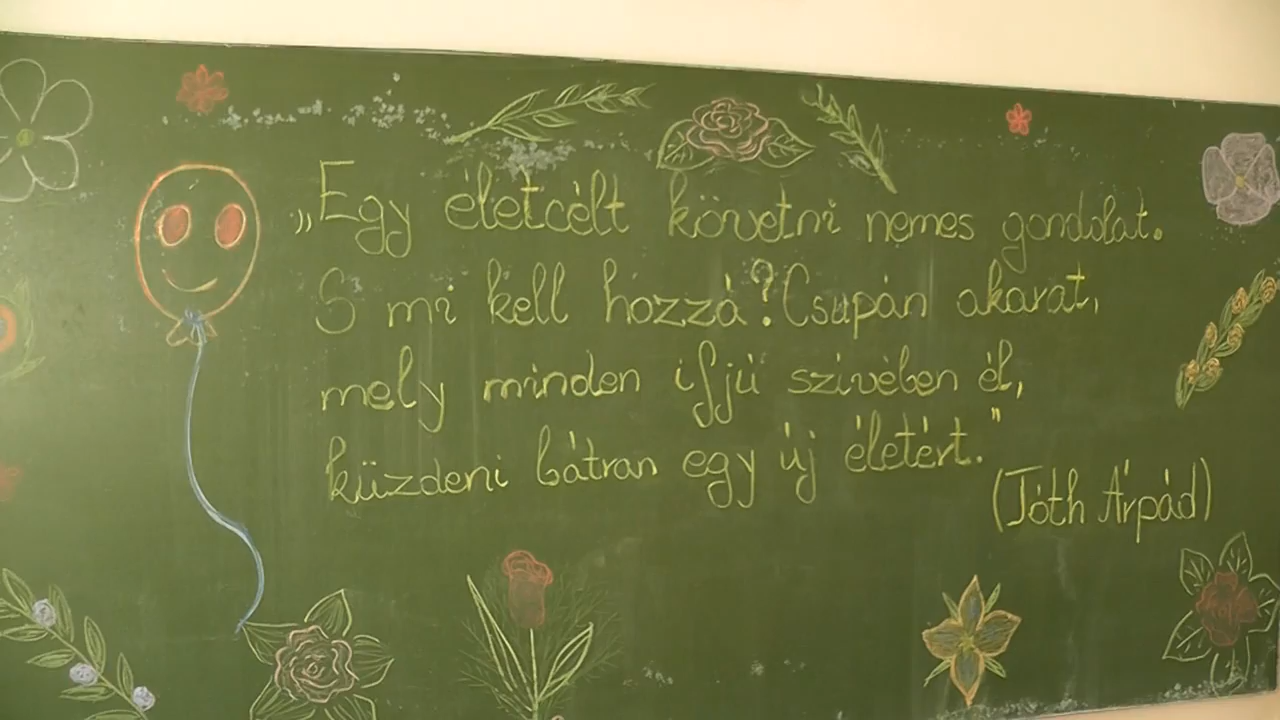 „Egy életcélt követni nemes gondolat.
S mi kell hozzá? Csupán akarat,
mely minden ifjú szívében él,
küzdeni bátran egy új életért."
(Tóth Árpád)